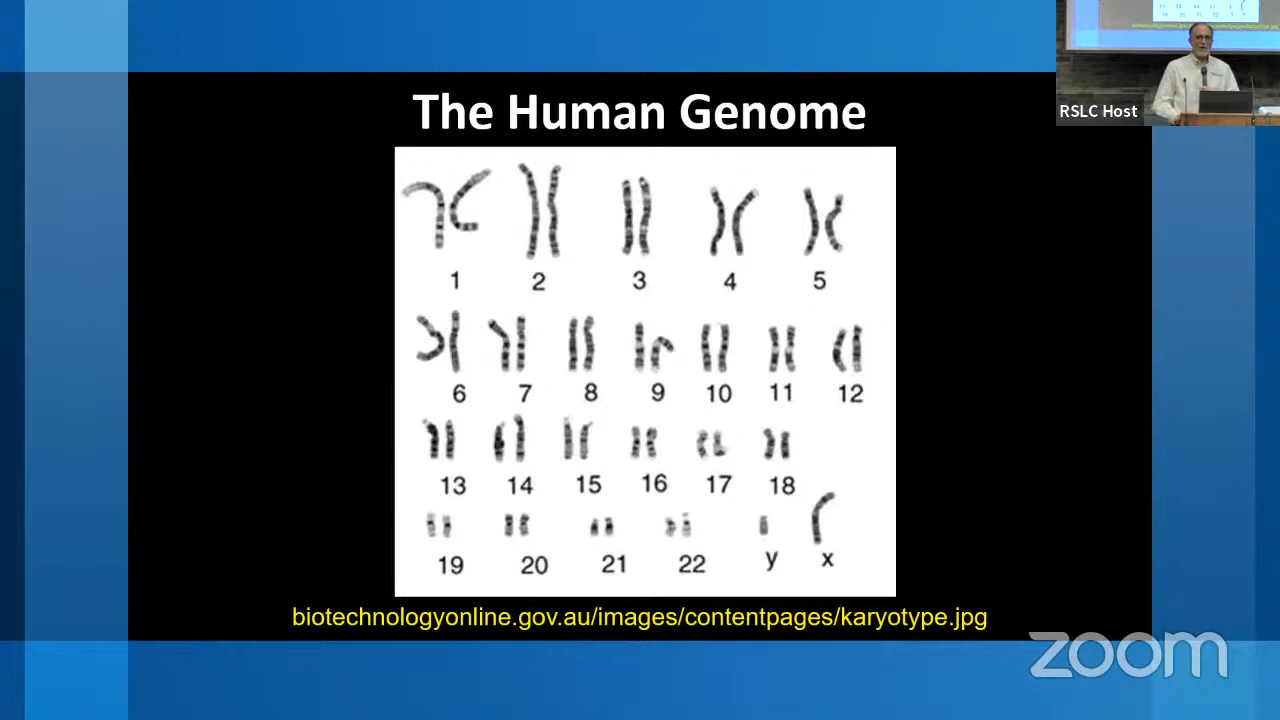 The Human Genome
RSLC Host
1 2 3 4 5
6 7 8 9 10 11 12
13 14 15 16 17 18
19 20 21 22 y x
biotechnologyonline.gov.au/images/contentpages/karyotype.jpg
zoom